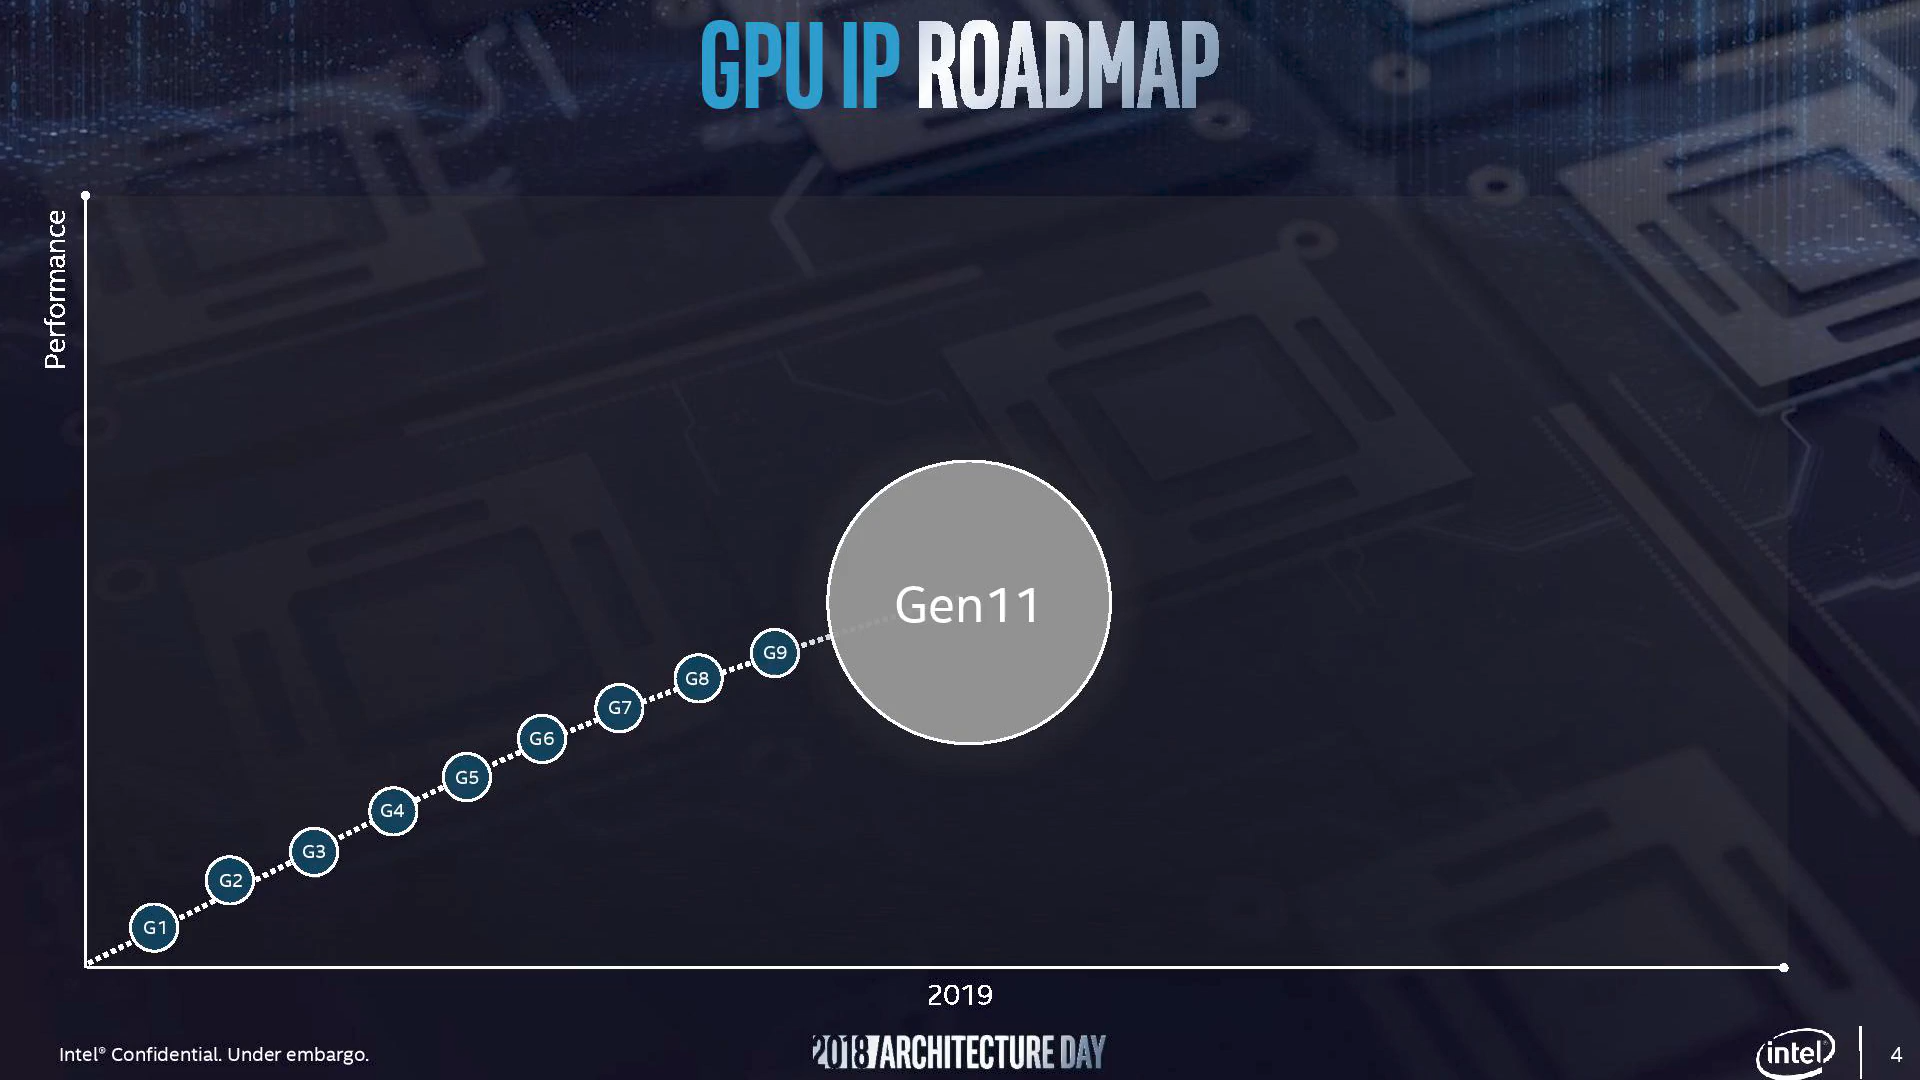 GPU IP ROADMAP
Performance
Gen11
G9
G8
G7
G6
G5
G4
G3
G2
G1
2019
Intel® Confidential. Under embargo.
2018 ARCHITECTURE DAY
intel
4